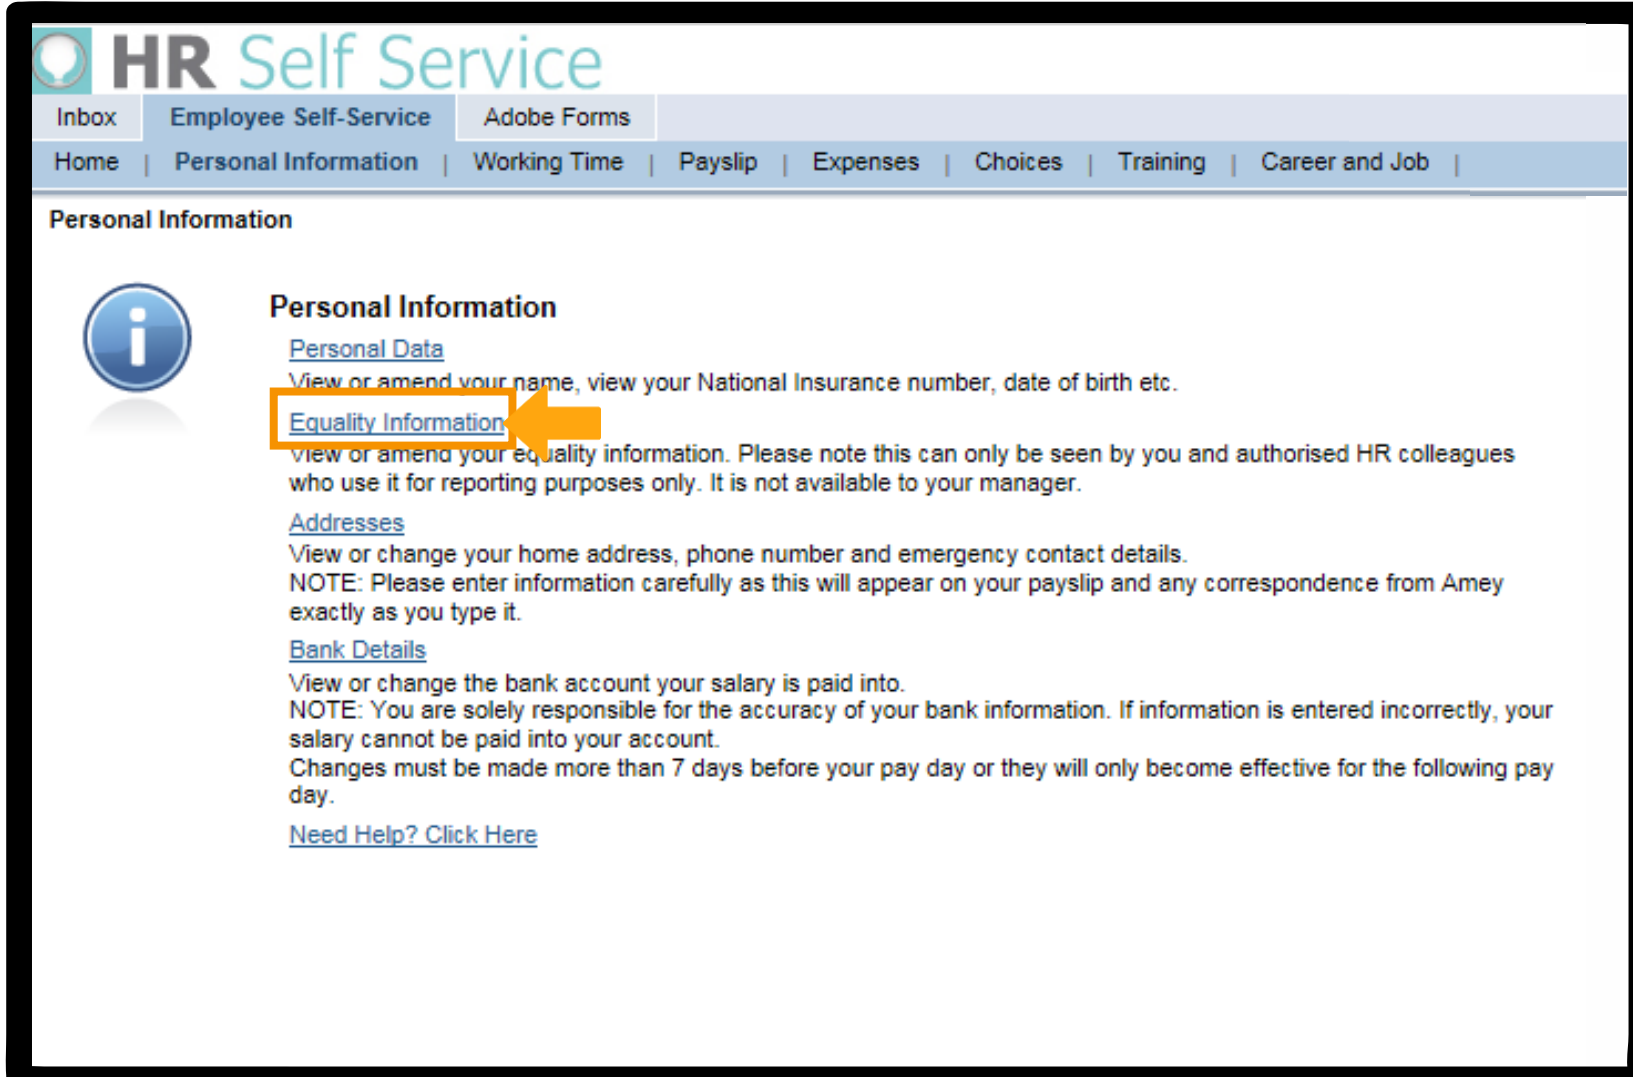 HR Self Service
Inbox Employee Self-Service Adobe Forms
Home | Personal Information | Working Time | Payslip | Expenses | Choices | Training | Career and Job |
Personal Information
Personal Information
Personal Data
View or amend your name, view your National Insurance number, date of birth etc.
Equality Information
View or amend your equality information. Please note this can only be seen by you and authorised HR colleagues
who use it for reporting purposes only. It is not available to your manager.
Addresses
View or change your home address, phone number and emergency contact details.
NOTE: Please enter information carefully as this will appear on your payslip and any correspondence from Amey
exactly as you type it.
Bank Details
View or change the bank account your salary is paid into.
NOTE: You are solely responsible for the accuracy of your bank information. If information is entered incorrectly, your
salary cannot be paid into your account.
Changes must be made more than 7 days before your pay day or they will only become effective for the following pay
day.
Need Help? Click Here